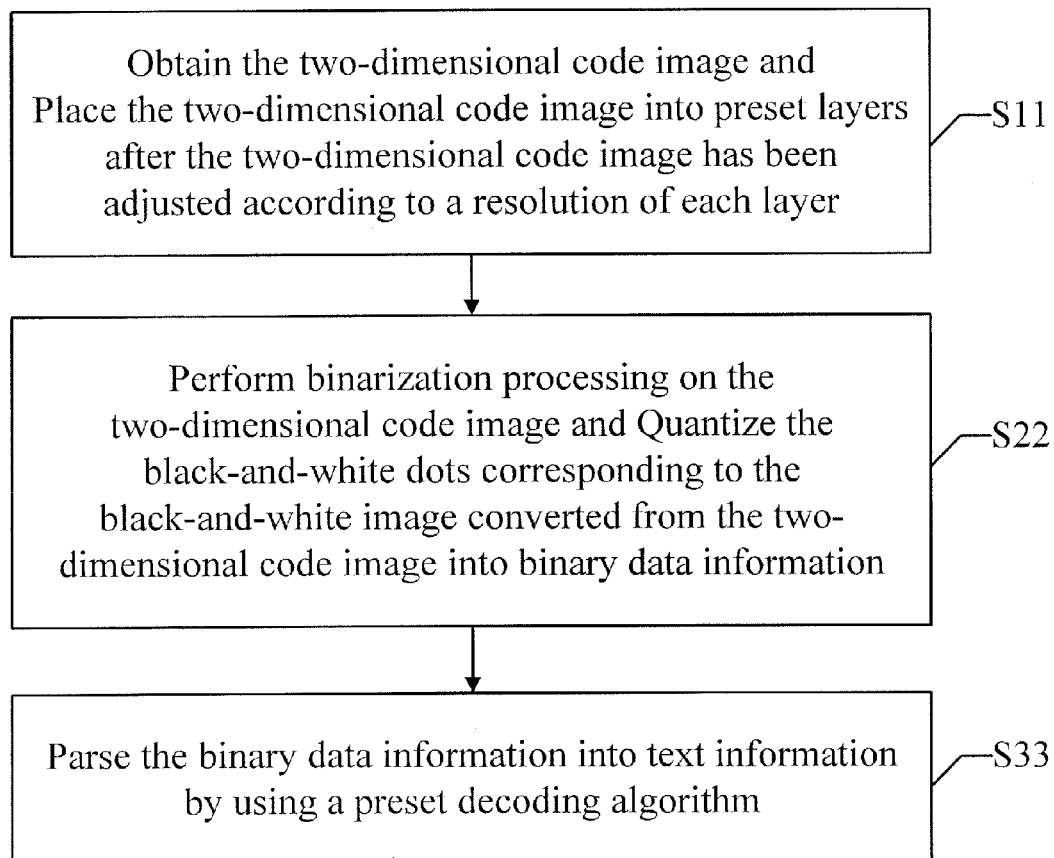 Obtain the two-dimensional code image and
Place the two-dimensional code image into preset layers
after the two-dimensional code image has been
adjusted according to a resolution of each layer
S11
Perform binarization processing on the
two-dimensional code image and Quantize the
black-and-white dots corresponding to the
black-and-white image converted from the two-
dimensional code image into binary data information
S22
Parse the binary data information into text information
by using a preset decoding algorithm
S33